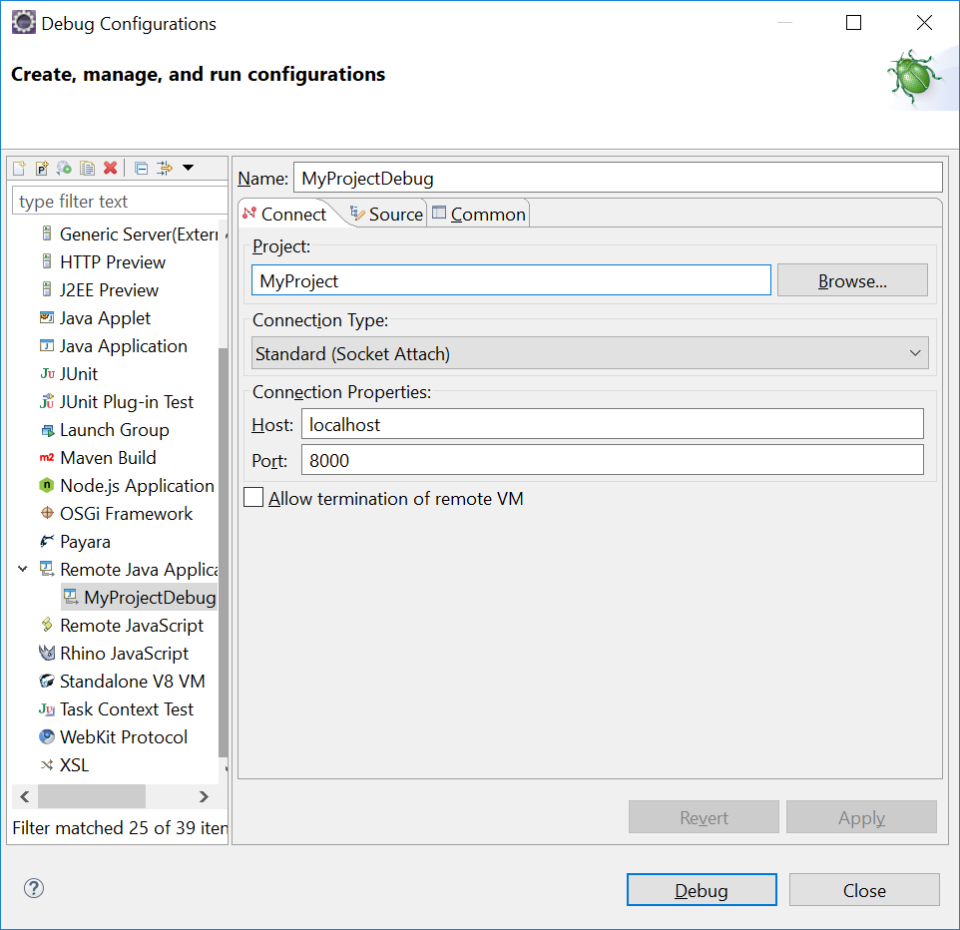 Debug Configurations
Create, manage, and run configurations
type filter text
Generic Server(Extern
HTTP Preview
J2EE Preview
Java Applet
Java Application
JUnit
JUnit Plug-in Test
Launch Group
Maven Build
Node.js Application
OSGi Framework
Payara
Remote Java Applica
MyProjectDebug
Remote JavaScript
Rhino JavaScript
Standalone V8 VM
Task Context Test
WebKit Protocol
XSL
Filter matched 25 of 39 iten
Name: MyProjectDebug
Connect Source Common
Project:
MyProject Browse...
Connection Type:
Standard (Socket Attach)
Connection Properties:
Host: localhost
Port: 8000
Allow termination of remote VM
Revert Apply
Debug Close